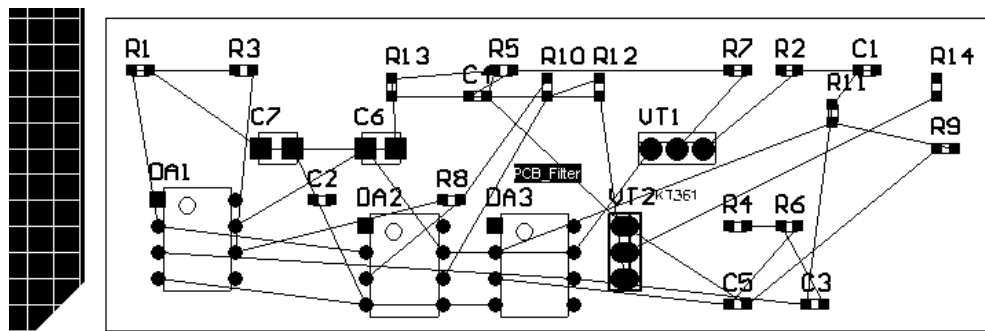 R1 R3 R13 R5 R10 R12 R7 R2 C1 R14
R11
C7 C6 VT1 R9
PCB_Filter
DA1 C2 DA2 R8 DA3 VT2 KT361 R4 R6
C5 C3